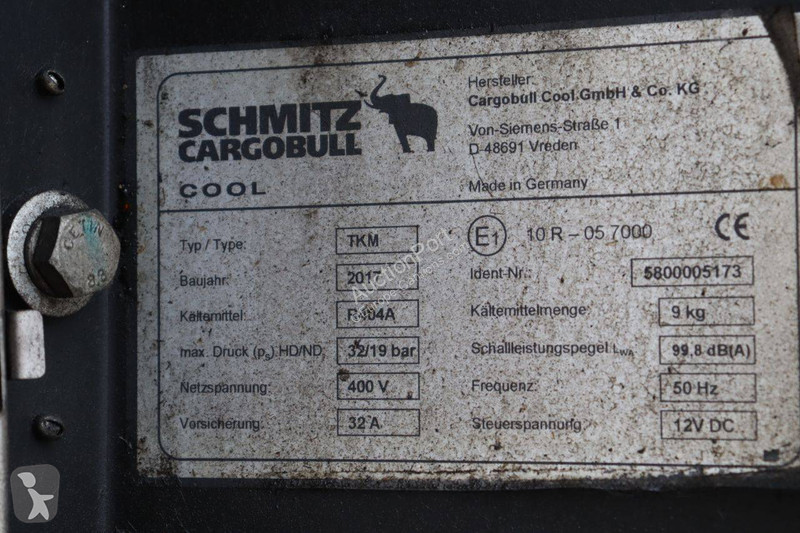 SCHMITZ
CARGOBULL
COOL
Hersteller:
Cargobull Cool GmbH & Co. KG
Von-Siemens-Straße 1
D-48691 Vreden
Made in Germany
Typ / Type: TKM
E1 10 R - 05 7000 CE
Baujahr: 2017
Ident-Nr.: 5800005173
Kältemittel: R404A
Kältemittelmenge: 9 kg
max. Druck (ps) HD/ND: 32/19 bar
Schallleistungspegel LWA 99,8 dB(A)
Netzspannung: 400 V
Frequenz: 50 Hz
Vorsicherung: 32 A
Steuerspannung: 12V DC
AuctionPort
8.8